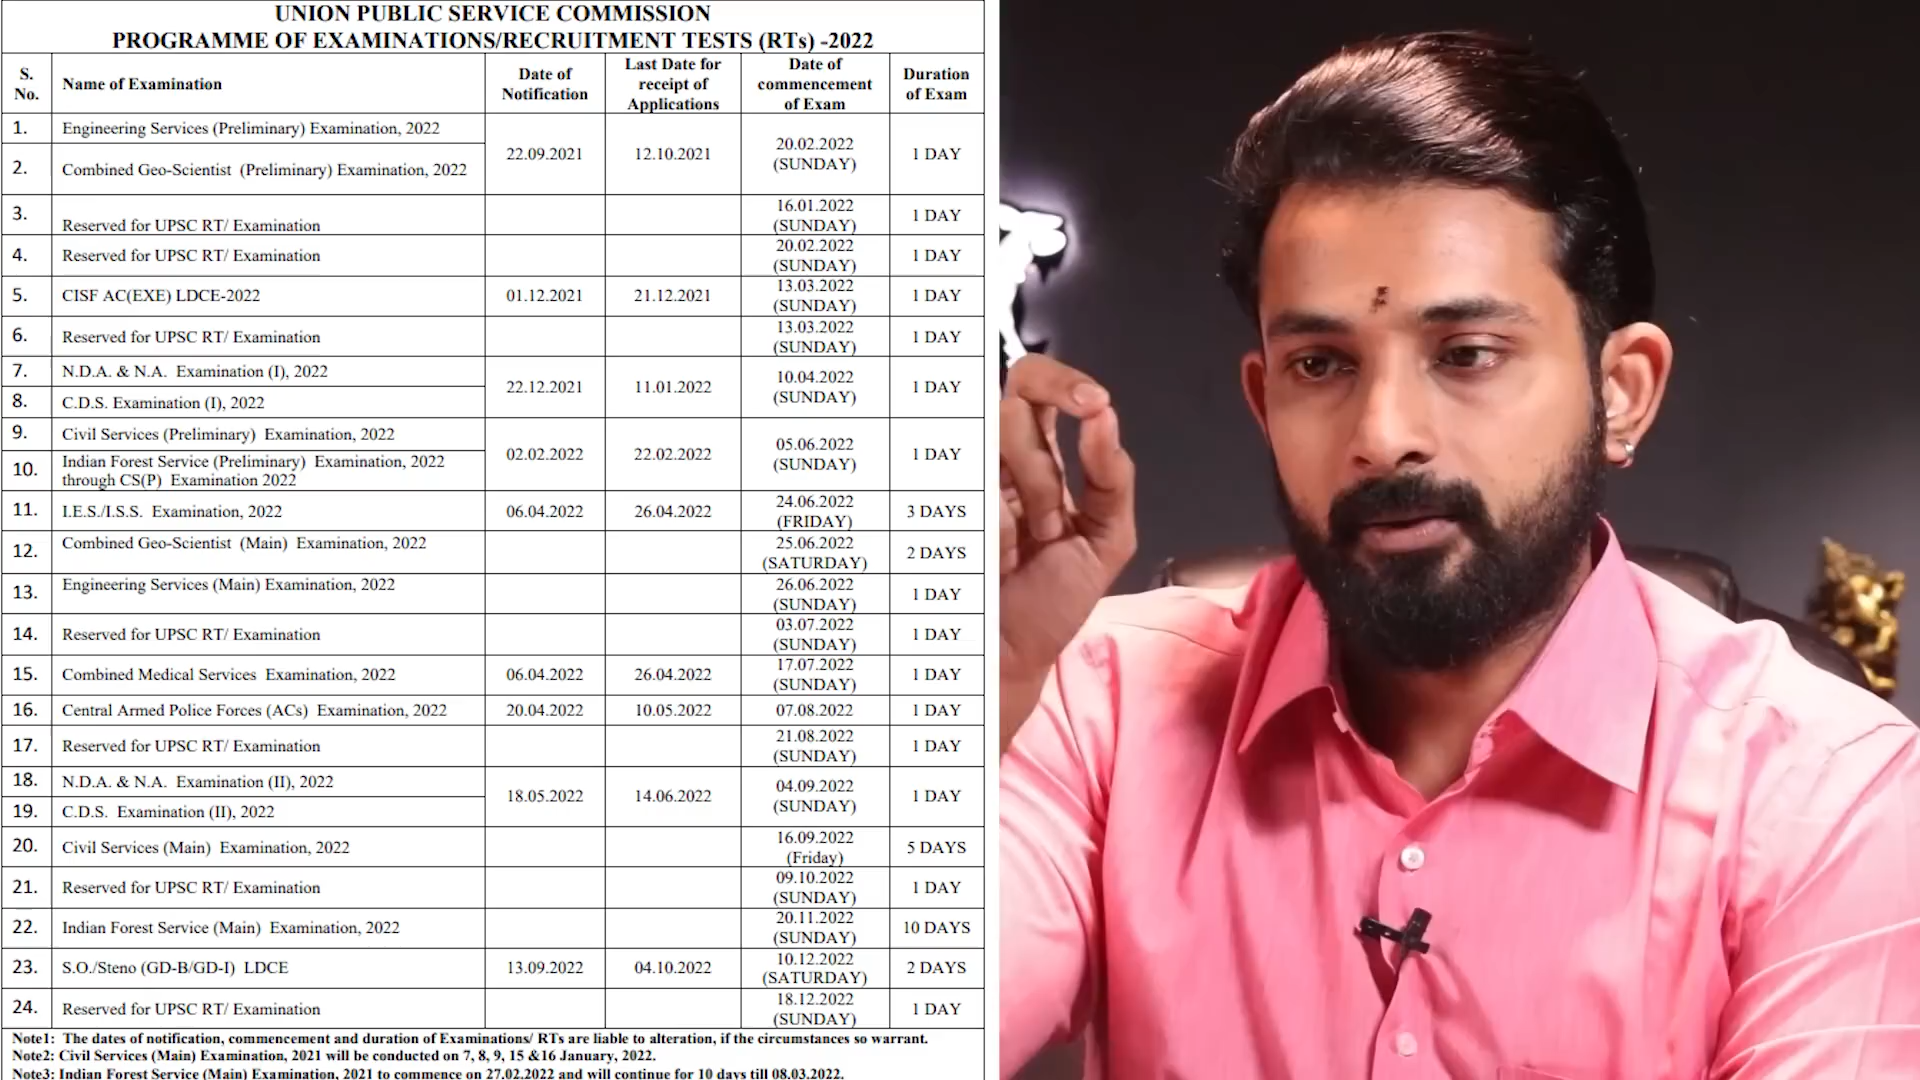 UNION PUBLIC SERVICE COMMISSION
PROGRAMME OF EXAMINATIONS/RECRUITMENT TESTS (RTs) -2022
S. No. Name of Examination Date of Notification Last Date for receipt of Applications Date of commencement of Exam Duration of Exam
1. Engineering Services (Preliminary) Examination, 2022 22.09.2021 12.10.2021 20.02.2022 (SUNDAY) 1 DAY
2. Combined Geo-Scientist (Preliminary) Examination, 2022
3. Reserved for UPSC RT/ Examination 16.01.2022 (SUNDAY) 1 DAY
4. Reserved for UPSC RT/ Examination 20.02.2022 (SUNDAY) 1 DAY
5. CISF AC(EXE) LDCE-2022 01.12.2021 21.12.2021 13.03.2022 (SUNDAY) 1 DAY
6. Reserved for UPSC RT/ Examination 13.03.2022 (SUNDAY) 1 DAY
7. N.D.A. & N.A. Examination (I), 2022 22.12.2021 11.01.2022 10.04.2022 (SUNDAY) 1 DAY
8. C.D.S. Examination (I), 2022
9. Civil Services (Preliminary) Examination, 2022 02.02.2022 22.02.2022 05.06.2022 (SUNDAY) 1 DAY
10. Indian Forest Service (Preliminary) Examination, 2022 through CS(P) Examination 2022
11. I.E.S./I.S.S. Examination, 2022 06.04.2022 26.04.2022 24.06.2022 (FRIDAY) 3 DAYS
12. Combined Geo-Scientist (Main) Examination, 2022 25.06.2022 (SATURDAY) 2 DAYS
13. Engineering Services (Main) Examination, 2022 26.06.2022 (SUNDAY) 1 DAY
14. Reserved for UPSC RT/ Examination 03.07.2022 (SUNDAY) 1 DAY
15. Combined Medical Services Examination, 2022 06.04.2022 26.04.2022 17.07.2022 (SUNDAY) 1 DAY
16. Central Armed Police Forces (ACs) Examination, 2022 20.04.2022 10.05.2022 07.08.2022 1 DAY
17. Reserved for UPSC RT/ Examination 21.08.2022 (SUNDAY) 1 DAY
18. N.D.A. & N.A. Examination (II), 2022 18.05.2022 14.06.2022 04.09.2022 (SUNDAY) 1 DAY
19. C.D.S. Examination (II), 2022
20. Civil Services (Main) Examination, 2022 16.09.2022 (Friday) 5 DAYS
21. Reserved for UPSC RT/ Examination 09.10.2022 (SUNDAY) 1 DAY
22. Indian Forest Service (Main) Examination, 2022 20.11.2022 (SUNDAY) 10 DAYS
23. S.O./Steno (GD-B/GD-I) LDCE 13.09.2022 04.10.2022 10.12.2022 (SATURDAY) 2 DAYS
24. Reserved for UPSC RT/ Examination 18.12.2022 (SUNDAY) 1 DAY
Note1: The dates of notification, commencement and duration of Examinations/ RTs are liable to alteration, if the circumstances so warrant.
Note2: Civil Services (Main) Examination, 2021 will be conducted on 7, 8, 9, 15 &16 January, 2022.
Note3: Indian Forest Service (Main) Examination, 2021 to commence on 27.02.2022 and will continue for 10 days till 08.03.2022.